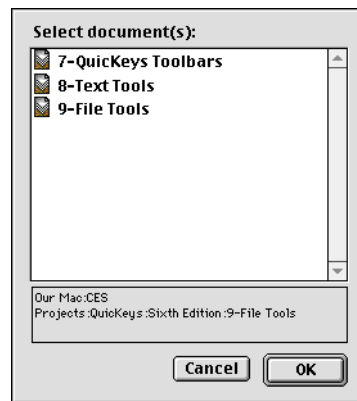 Select document(s):
7-QuicKeys Toolbars
8-Text Tools
9-File Tools
Our Mac:CES
Projects:QuicKeys:Sixth Edition:9-File Tools
Cancel
OK